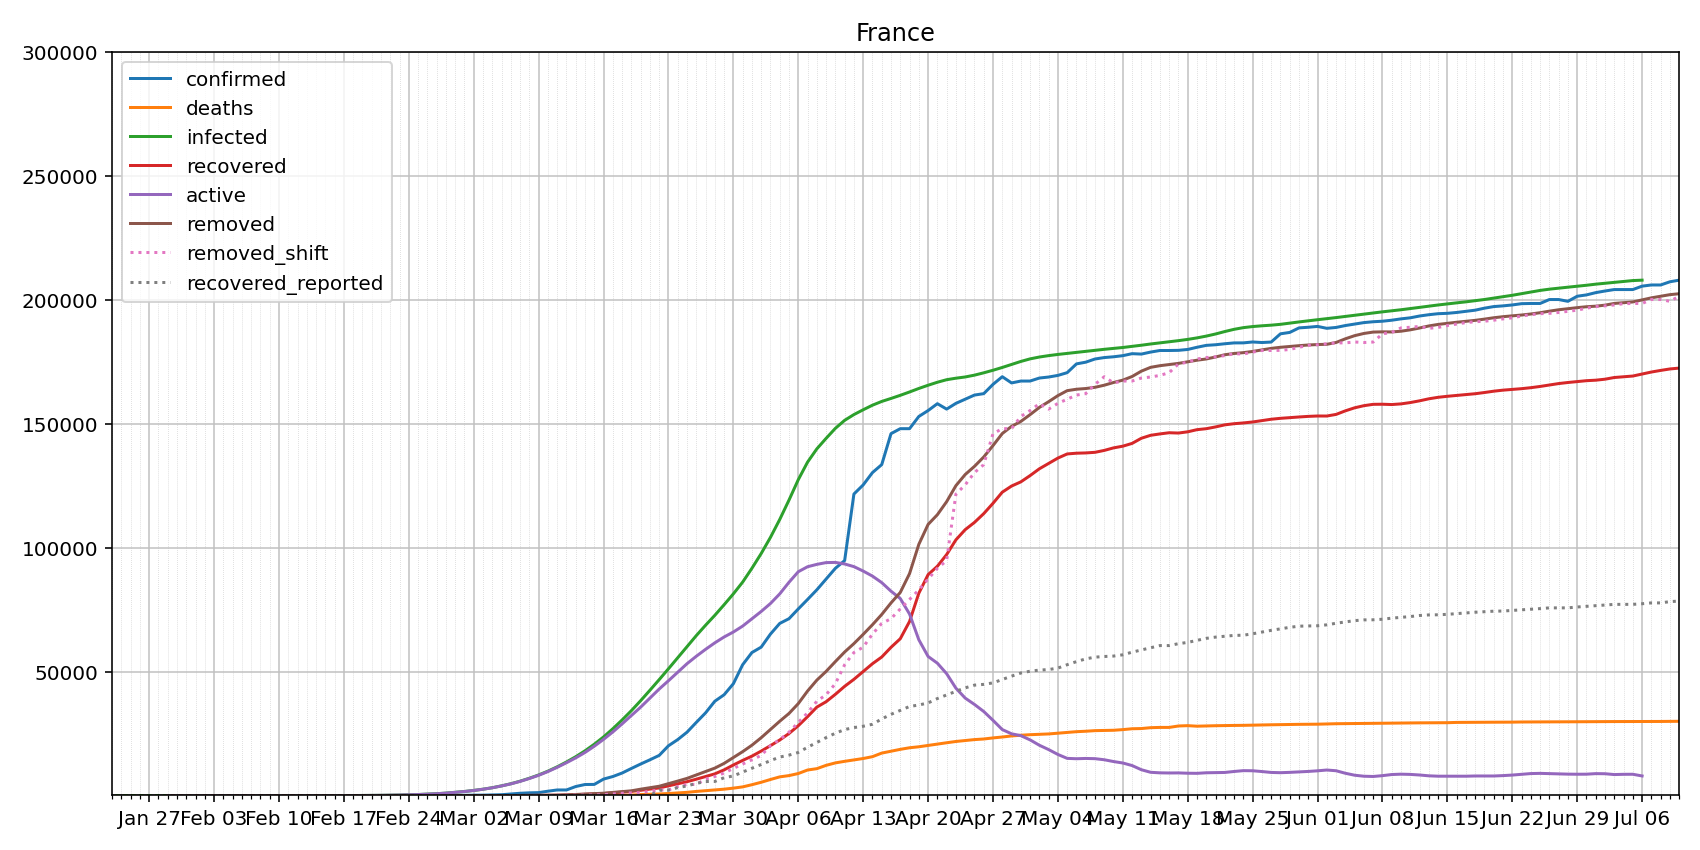 France
300000
250000
200000
150000
100000
50000
confirmed
deaths
infected
recovered
active
removed
removed_shift
recovered_reported
Jan 27 Feb 03 Feb 10 Feb 17 Feb 24 Mar 02 Mar 09 Mar 16 Mar 23 Mar 30 Apr 06 Apr 13 Apr 20 Apr 27 May 04 May 11 May 18 May 25 Jun 01 Jun 08 Jun 15 Jun 22 Jun 29 Jul 06